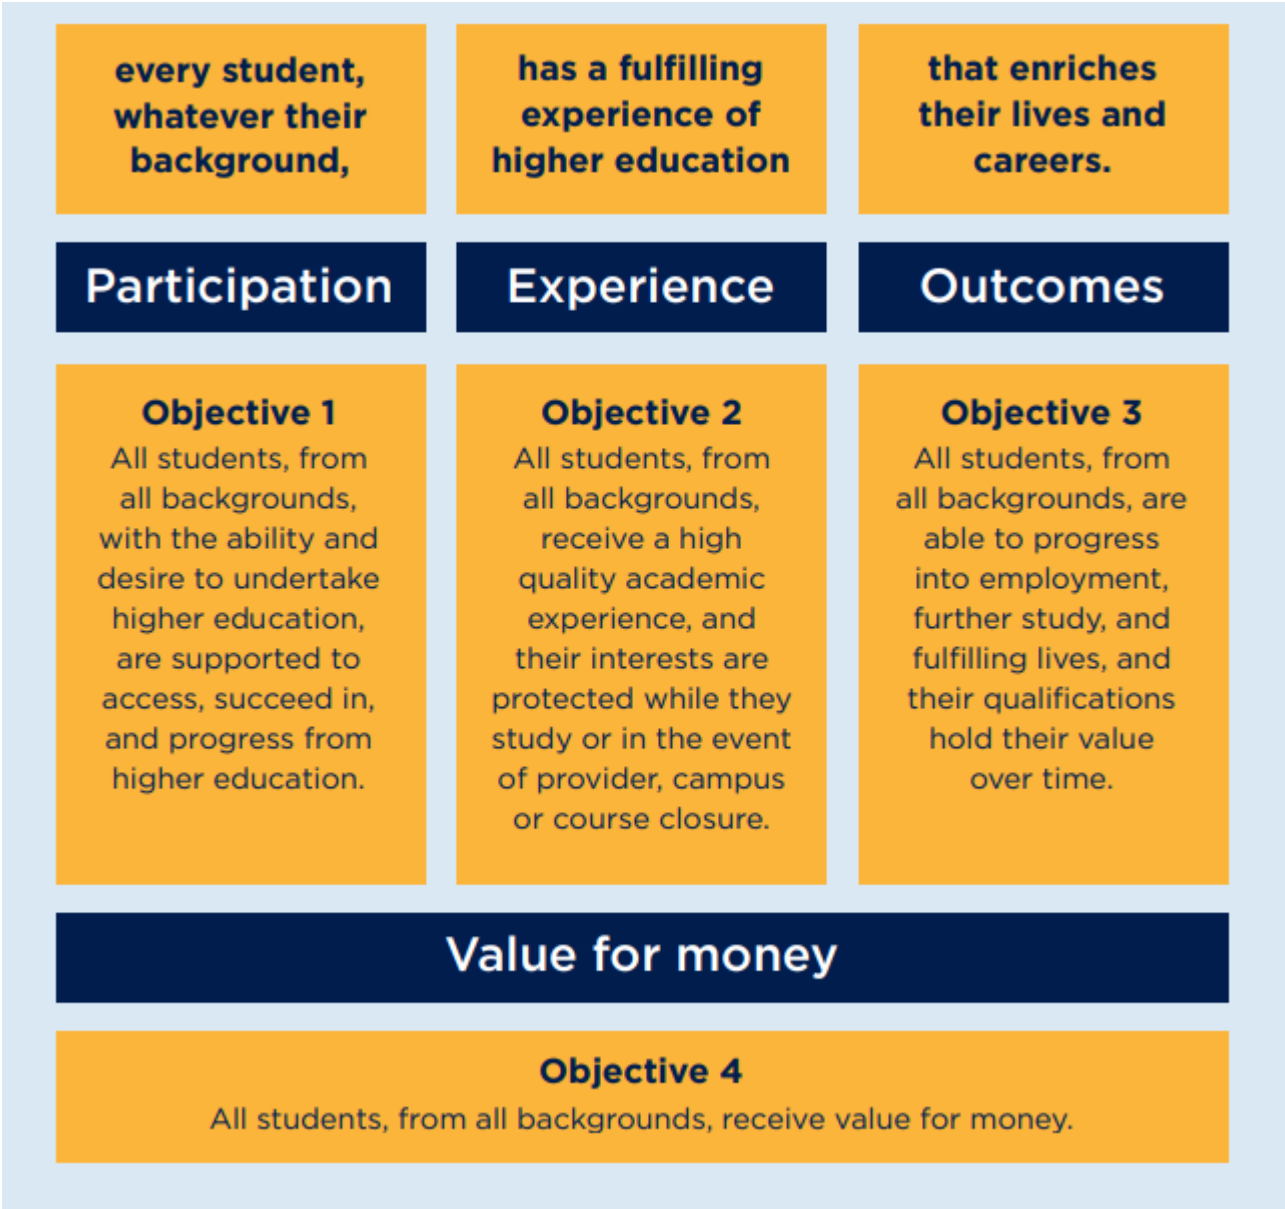 every student,
whatever their
background,
has a fulfilling
experience of
higher education
that enriches
their lives and
careers.
Participation
Experience
Outcomes
Objective 1
All students, from
all backgrounds,
with the ability and
desire to undertake
higher education,
are supported to
access, succeed in,
and progress from
higher education.
Objective 2
All students, from
all backgrounds,
receive a high
quality academic
experience, and
their interests are
protected while they
study or in the event
of provider, campus
or course closure.
Objective 3
All students, from
all backgrounds, are
able to progress
into employment,
further study, and
fulfilling lives, and
their qualifications
hold their value
over time.
Value for money
Objective 4
All students, from all backgrounds, receive value for money.